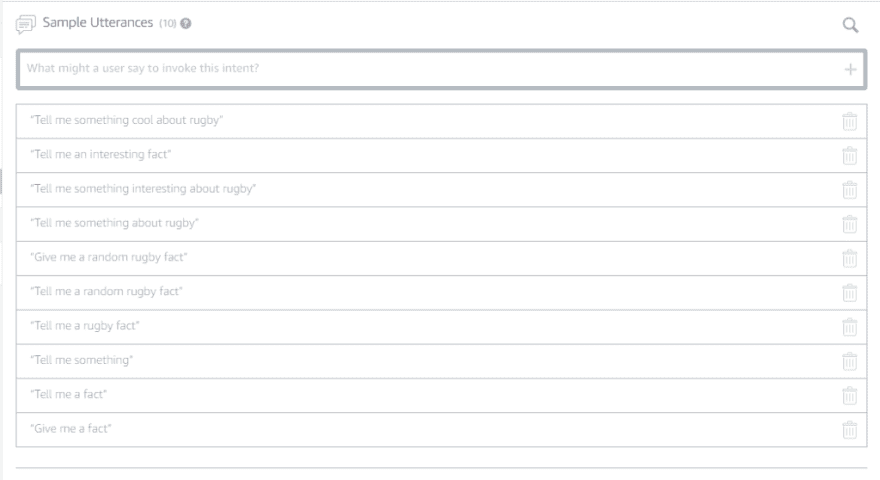 Sample Utterances (10) ?
What might a user say to invoke this intent? +
"Tell me something cool about rugby"
"Tell me an interesting fact"
"Tell me something interesting about rugby"
"Tell me something about rugby"
"Give me a random rugby fact"
"Tell me a random rugby fact"
"Tell me a rugby fact"
"Tell me something"
"Tell me a fact"
"Give me a fact"